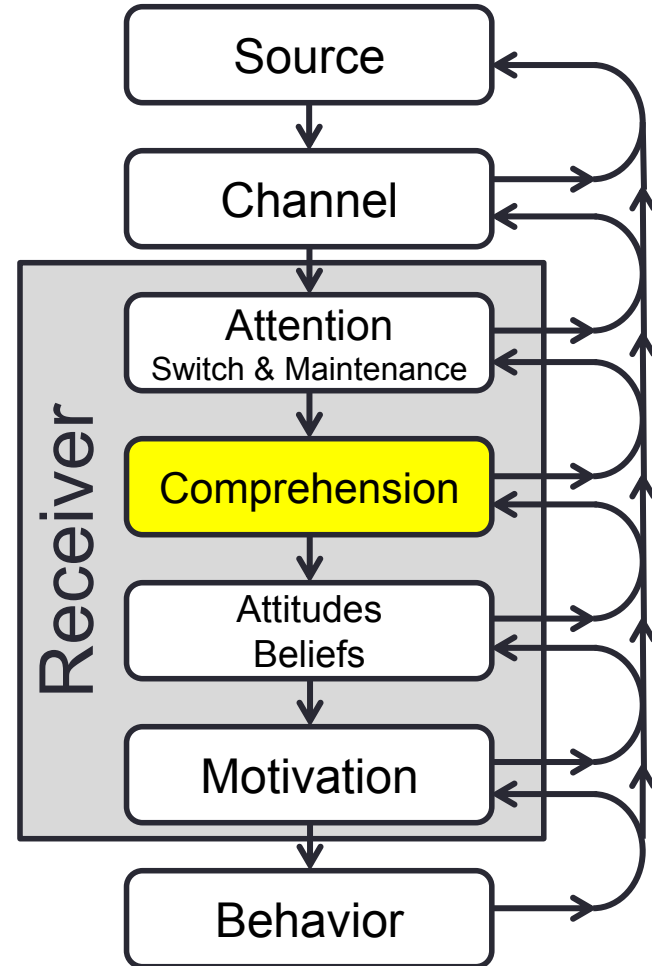 Source
Channel
Receiver
Attention
Switch & Maintenance
Comprehension
Attitudes
Beliefs
Motivation
Behavior